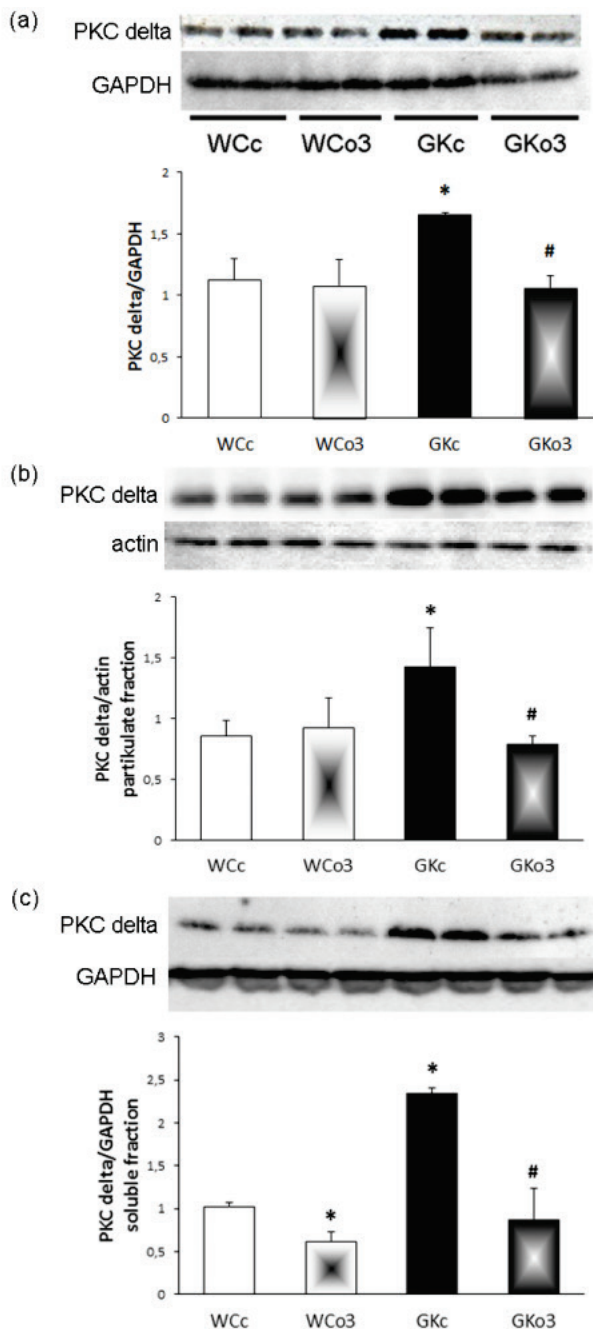 (a)
PKC delta
GAPDH
WCc WCo3 GKc GKo3
PKC delta/GAPDH
2
1,5
1
0,5
0
*
#
WCc WCo3 GKc GKo3
(b)
PKC delta
actin
PKC delta/actin
partikulate fraction
2
1,5
1
0,5
0
*
#
WCc WCo3 GKc GKo3
(c)
PKC delta
GAPDH
PKC delta/GAPDH
soluble fraction
3
2,5
2
1,5
1
0,5
0
*
*
#
WCc WCo3 GKc GKo3